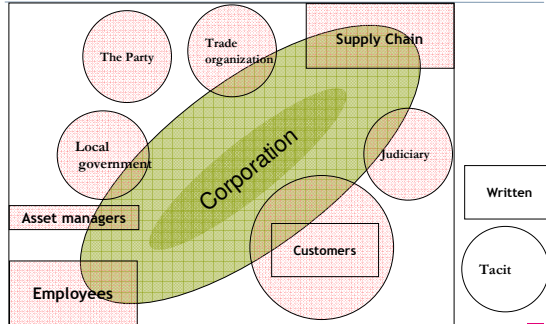 The Party
Trade
organization
Supply Chain
Local
government
Judiciary
Corporation
Asset managers
Written
Customers
Tacit
Employees